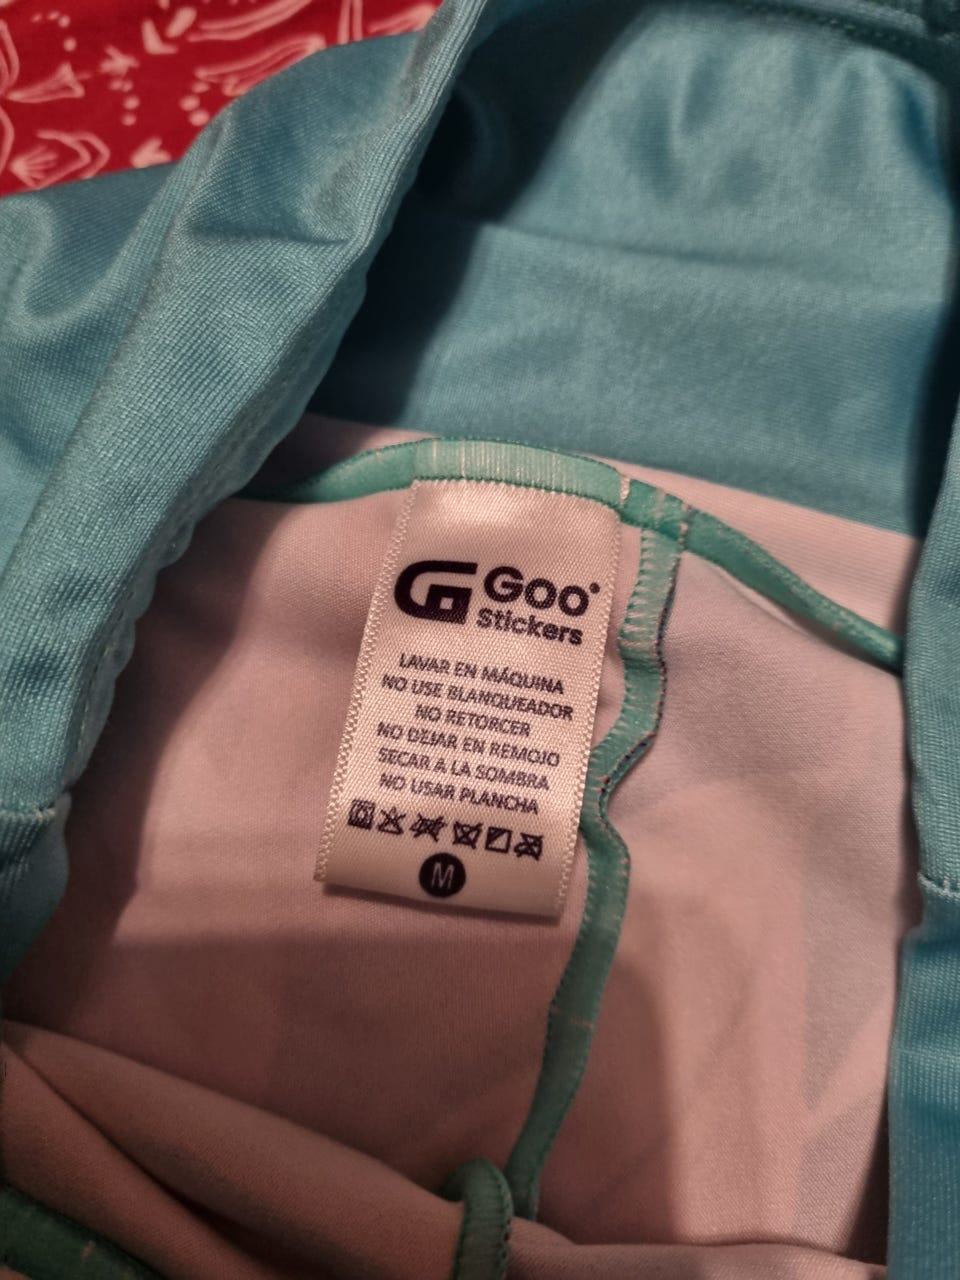 Goo
Stickers
LAVAR EN MÁQUINA
NO USE BLANQUEADOR
NO RETORCER
NO DEJAR EN REMOJO
SECAR A LA SOMBRA
NO USAR PLANCHA
M